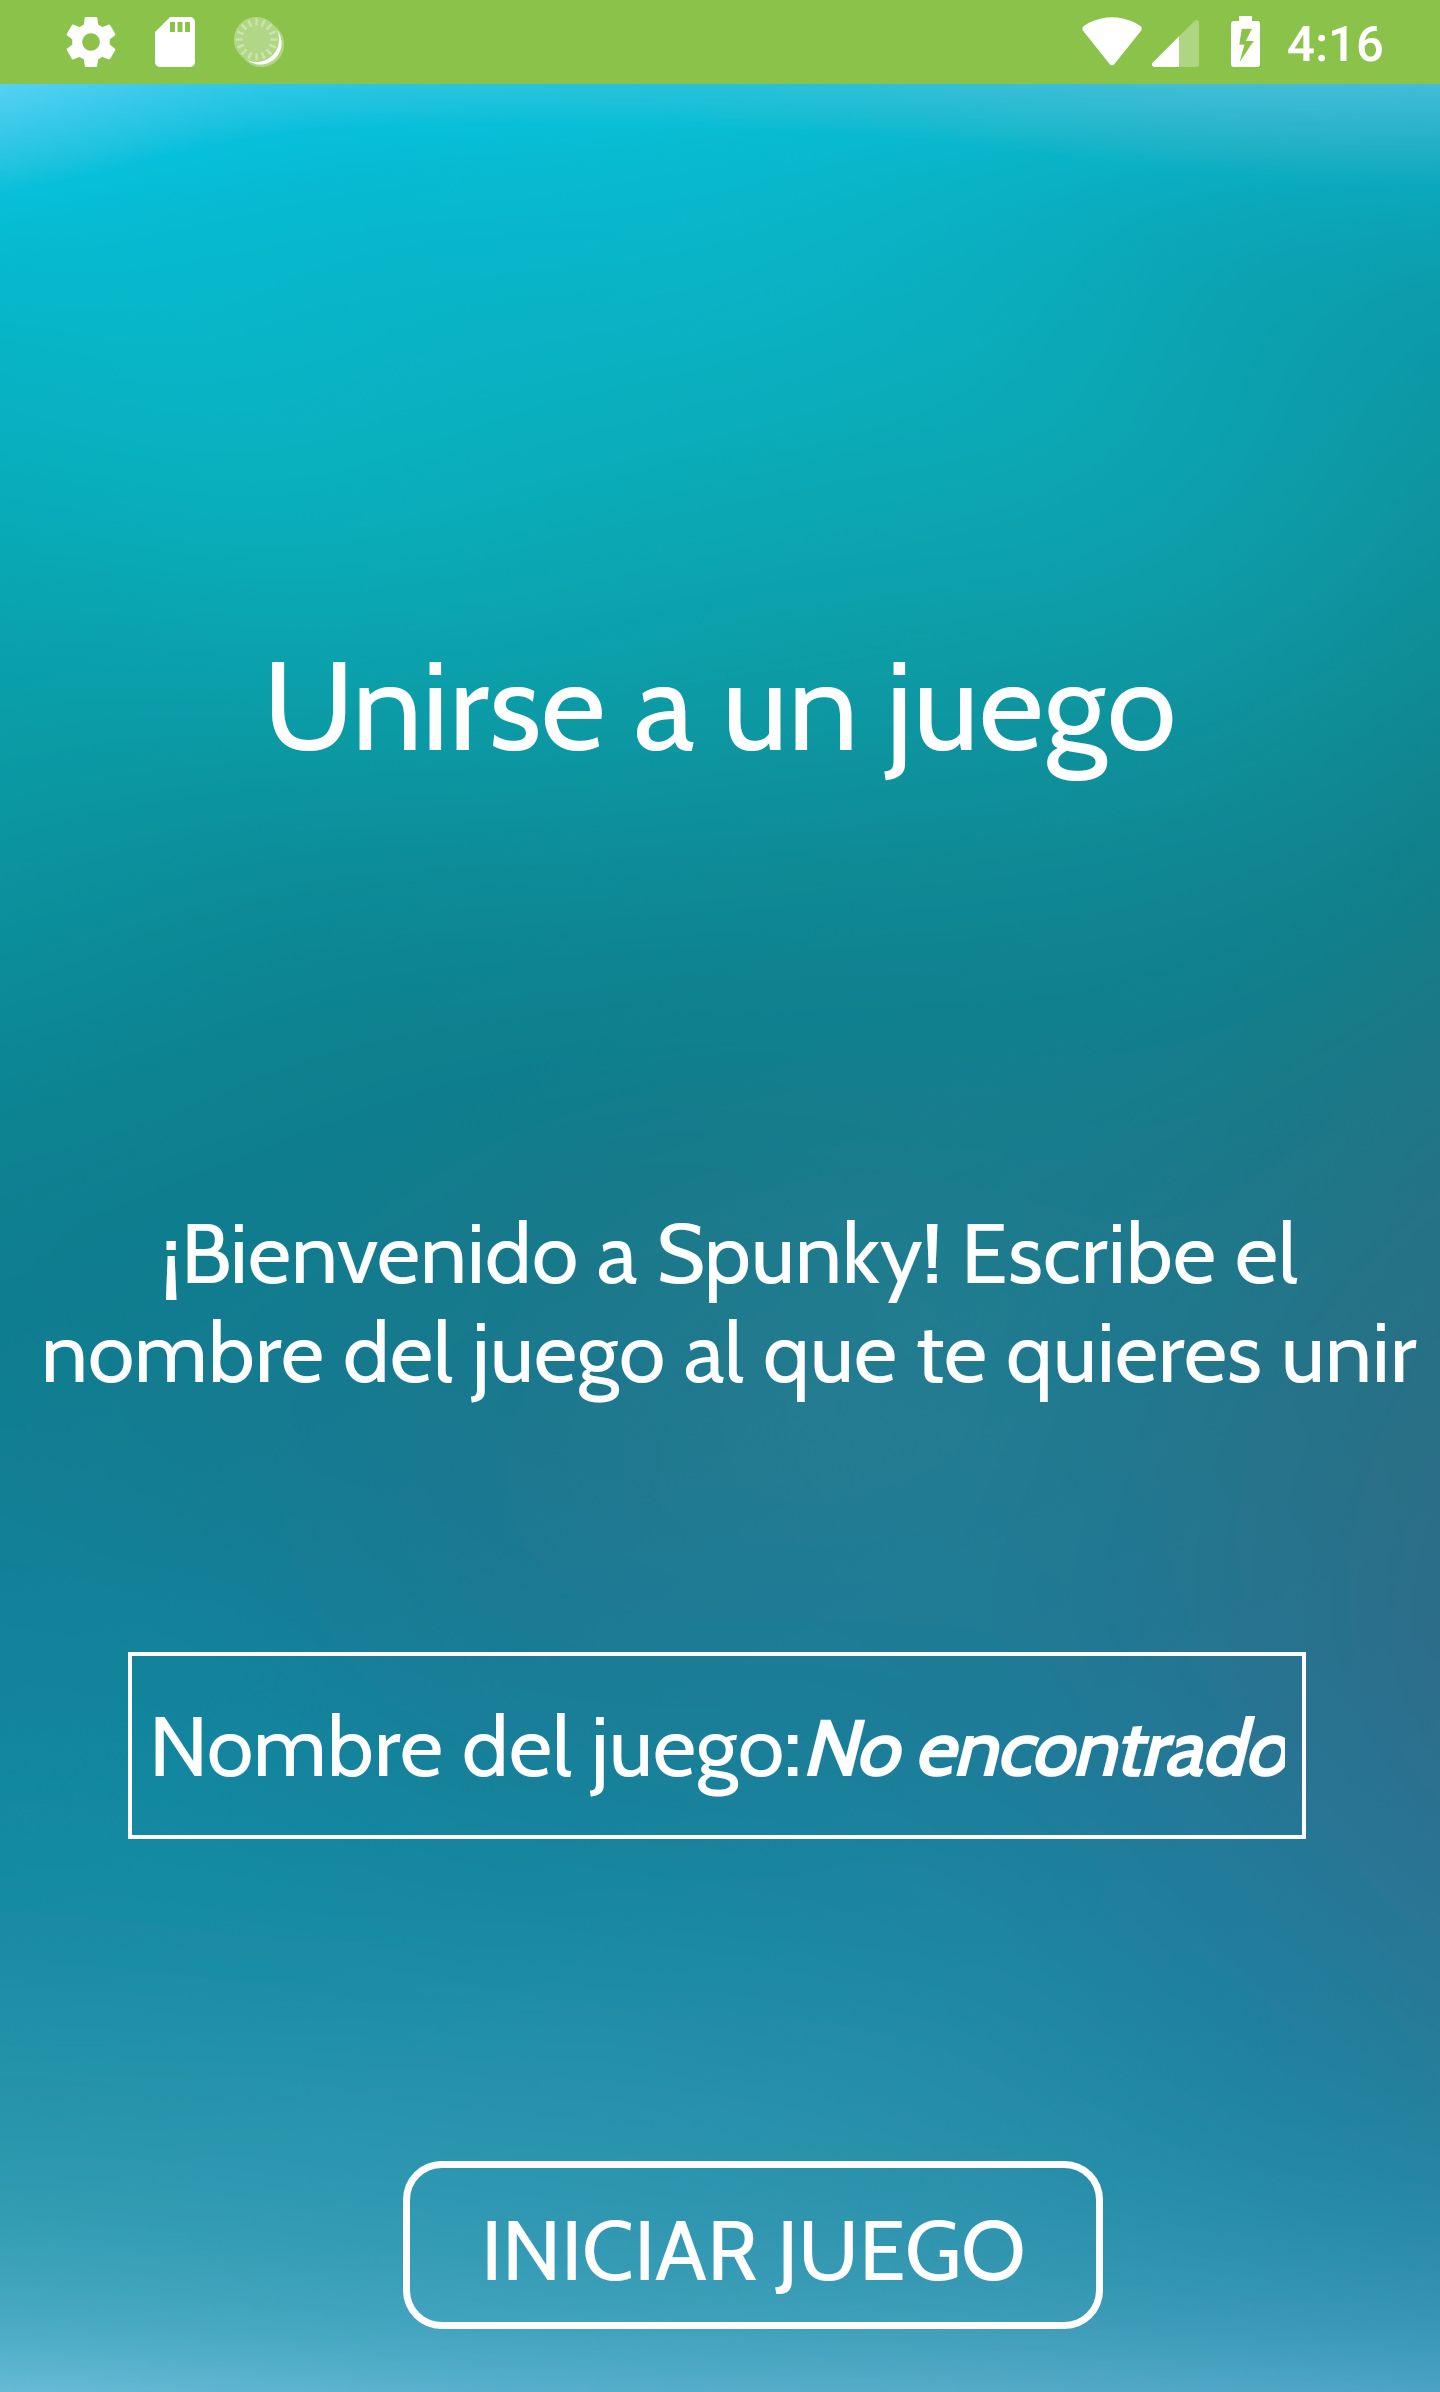 4:16
Unirse a un juego
¡Bienvenido a Spunky! Escribe el
nombre del juego al que te quieres unir
Nombre del juego:No encontrado
INICIAR JUEGO